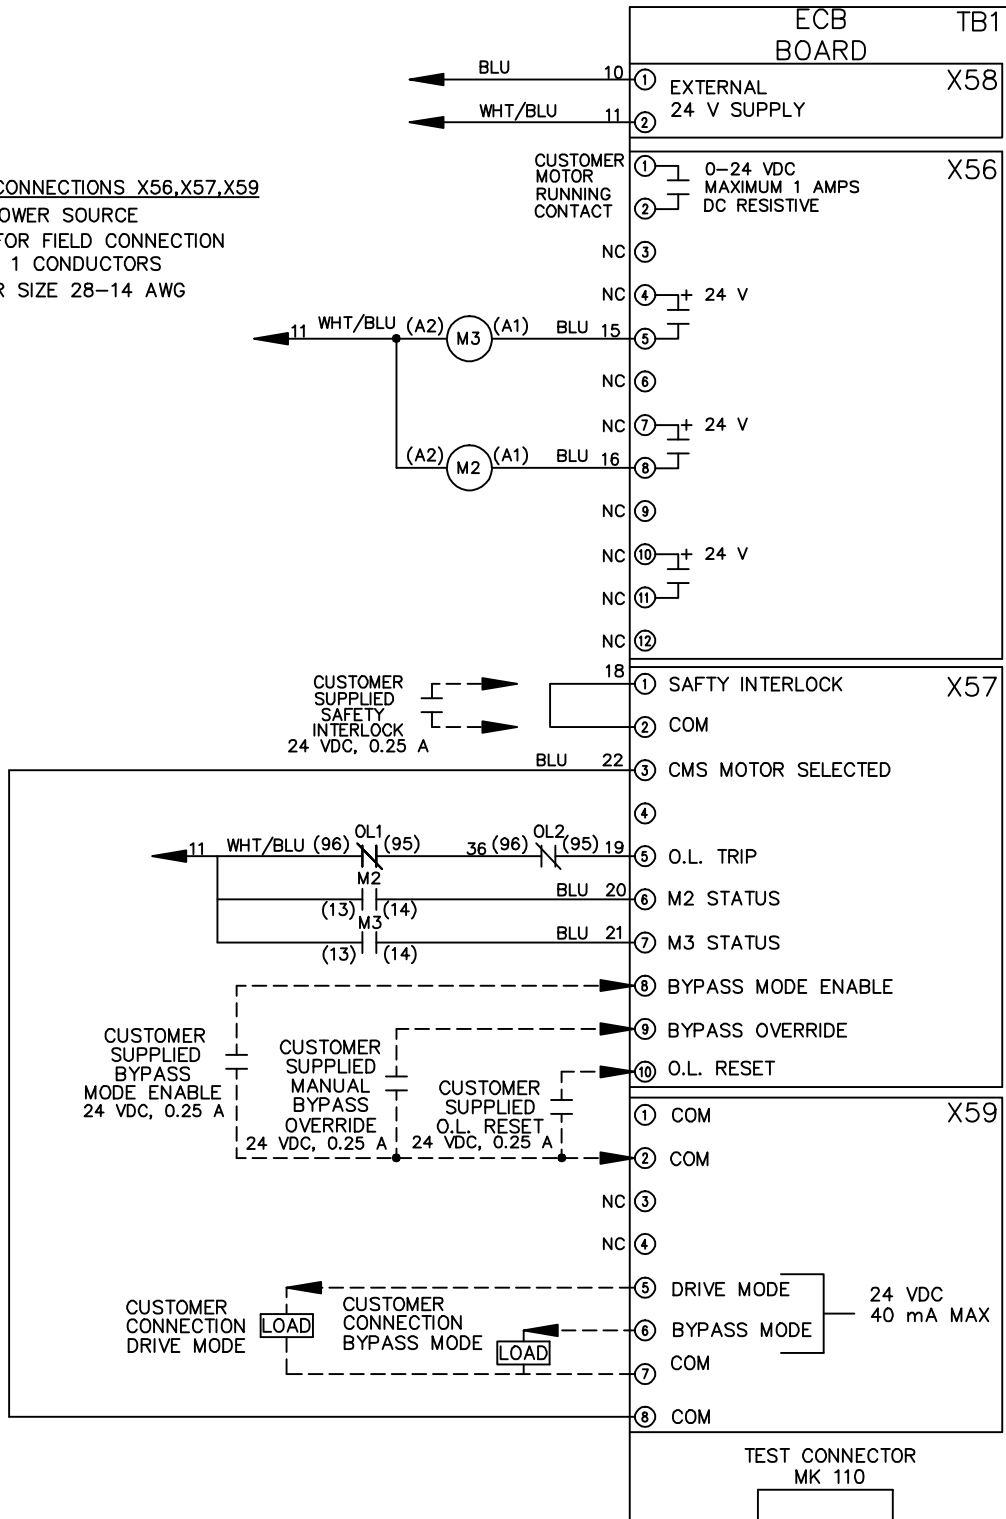 ECB
BOARD
TB1
BLU 10 ① EXTERNAL
24 V SUPPLY
X58
WHT/BLU 11 ②
CONNECTIONS X56,X57,X59
OWER SOURCE
FOR FIELD CONNECTION
1 CONDUCTORS
R SIZE 28-14 AWG
CUSTOMER
MOTOR
RUNNING
CONTACT
① ②
0-24 VDC
MAXIMUM 1 AMPS
DC RESISTIVE
X56
NC ③
NC ④ + 24 V
11 WHT/BLU (A2) M3 (A1) BLU 15 ⑤
NC ⑥
NC ⑦ + 24 V
(A2) M2 (A1) BLU 16 ⑧
NC ⑨
NC ⑩ + 24 V
NC ⑪
NC ⑫
CUSTOMER
SUPPLIED
SAFETY
INTERLOCK
24 VDC, 0.25 A
18 ① SAFTY INTERLOCK
X57
② COM
BLU 22 ③ CMS MOTOR SELECTED
④
11 WHT/BLU (96) OL1 (95) 36 (96) OL2 (95) 19 ⑤ O.L. TRIP
M2
(13) (14) BLU 20 ⑥ M2 STATUS
M3
(13) (14) BLU 21 ⑦ M3 STATUS
⑧ BYPASS MODE ENABLE
⑨ BYPASS OVERRIDE
⑩ O.L. RESET
CUSTOMER
SUPPLIED
BYPASS
MODE ENABLE
24 VDC, 0.25 A
CUSTOMER
SUPPLIED
MANUAL
BYPASS
OVERRIDE
24 VDC, 0.25 A
CUSTOMER
SUPPLIED
O.L. RESET
24 VDC, 0.25 A
① COM
X59
② COM
NC ③
NC ④
⑤ DRIVE MODE
⑥ BYPASS MODE
24 VDC
40 mA MAX
CUSTOMER
CONNECTION
DRIVE MODE
LOAD
CUSTOMER
CONNECTION
BYPASS MODE
LOAD
⑦ COM
⑧ COM
TEST CONNECTOR
MK 110